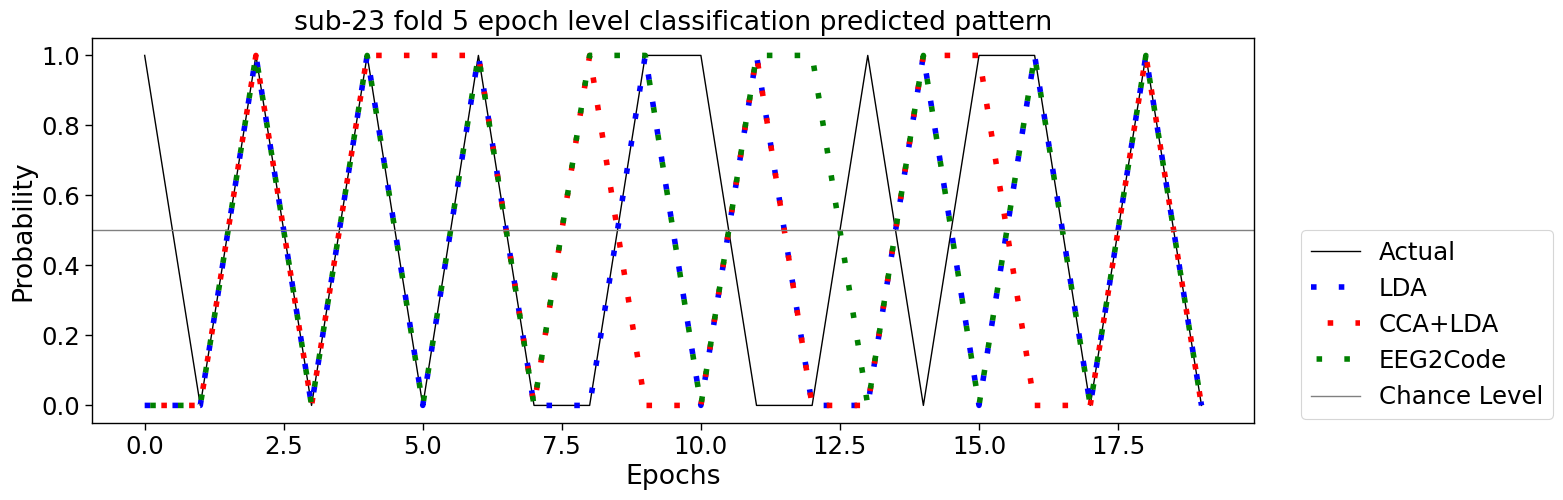 sub-23 fold 5 epoch level classification predicted pattern
Probability
1.0
0.8
0.6
0.4
0.2
0.0
0.0 2.5 5.0 7.5 10.0 12.5 15.0 17.5
Epochs
Actual
LDA
CCA+LDA
EEG2Code
Chance Level